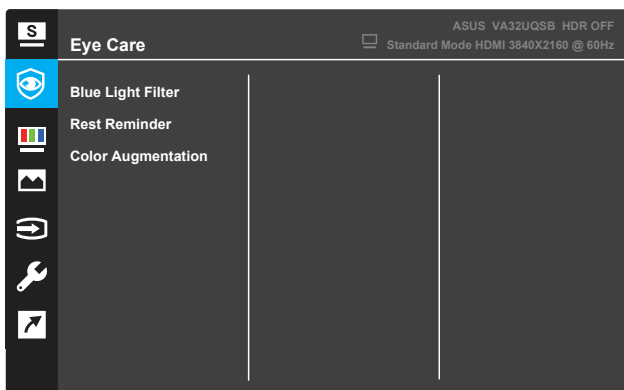 S
ASUS VA32UQSB HDR OFF
Eye Care
Standard Mode HDMI 3840X2160 @ 60Hz
Blue Light Filter
Rest Reminder
Color Augmentation